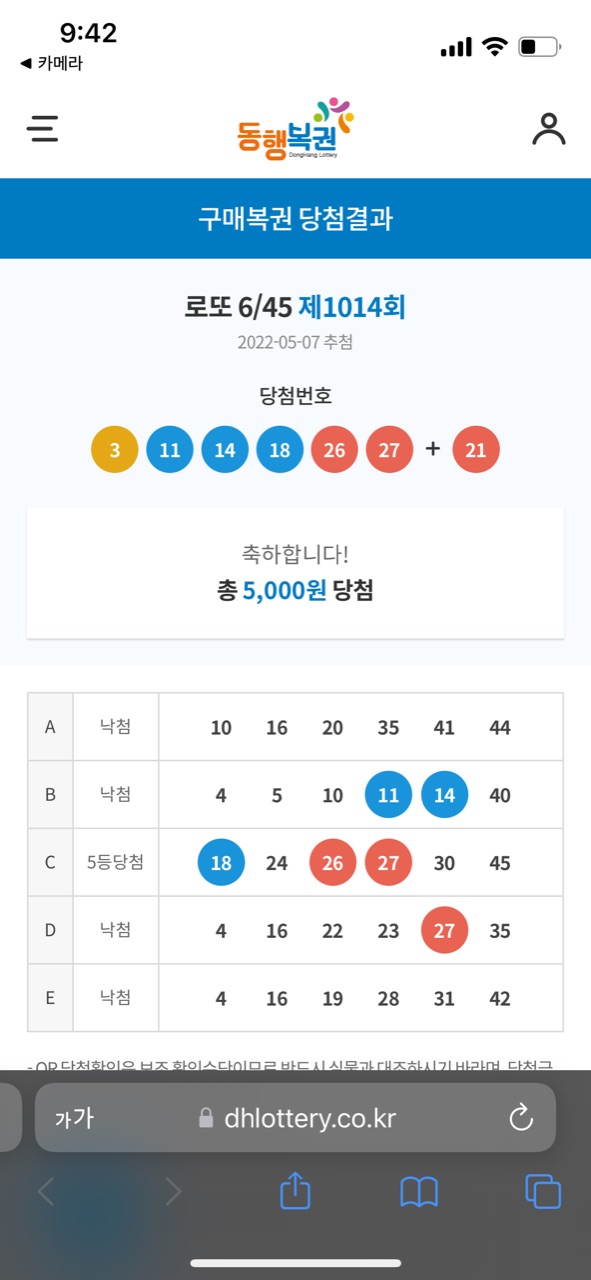 9:42
◀ 카메라
동행복권
DongHang Lottery
구매복권 당첨결과
로또 6/45 제1014회
2022-05-07 추첨
당첨번호
3 11 14 18 26 27 + 21
축하합니다!
총 5,000원 당첨
A 낙첨 10 16 20 35 41 44
B 낙첨 4 5 10 11 14 40
C 5등당첨 18 24 26 27 30 45
D 낙첨 4 16 22 23 27 35
E 낙첨 4 16 19 28 31 42
- QR 당첨확인은 보조 확인수단이므로 반드시 실물과 대조하시기 바라며, 당첨금
가가 dhlottery.co.kr